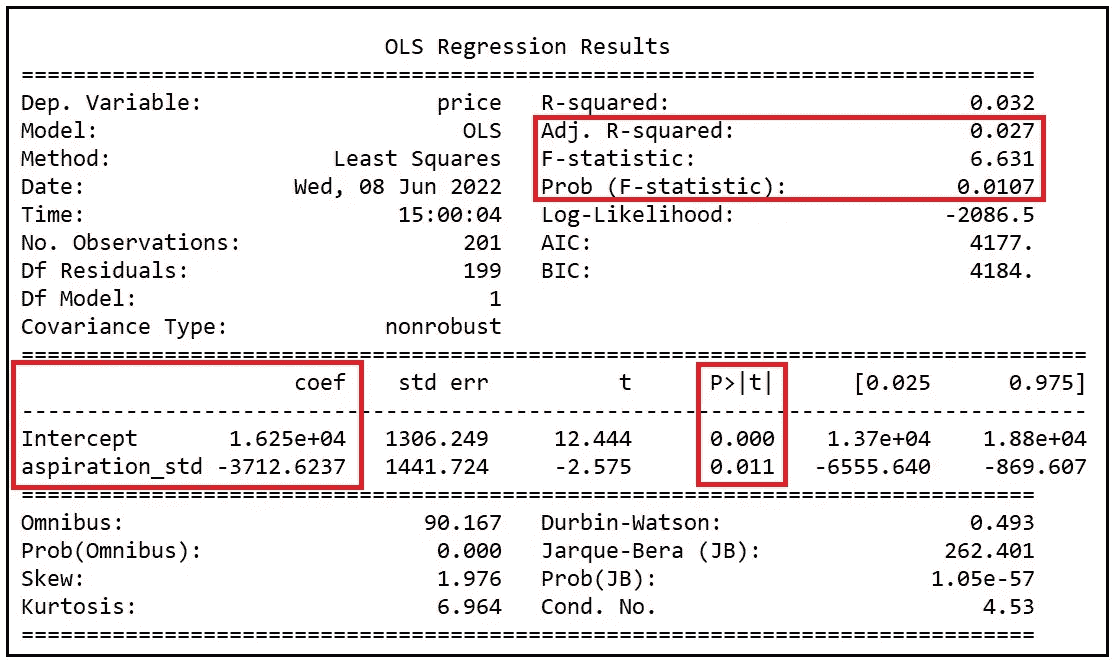 OLS Regression Results
==============================================================================
Dep. Variable: price R-squared: 0.032
Model: OLS Adj. R-squared: 0.027
Method: Least Squares F-statistic: 6.631
Date: Wed, 08 Jun 2022 Prob (F-statistic): 0.0107
Time: 15:00:04 Log-Likelihood: -2086.5
No. Observations: 201 AIC: 4177.
Df Residuals: 199 BIC: 4184.
Df Model: 1
Covariance Type: nonrobust
==================================================================================
coef std err t P>|t| [0.025 0.975]
----------------------------------------------------------------------------------
Intercept 1.625e+04 1306.249 12.444 0.000 1.37e+04 1.88e+04
aspiration_std -3712.6237 1441.724 -2.575 0.011 -6555.640 -869.607
==============================================================================
Omnibus: 90.167 Durbin-Watson: 0.493
Prob(Omnibus): 0.000 Jarque-Bera (JB): 262.401
Skew: 1.976 Prob(JB): 1.05e-57
Kurtosis: 6.964 Cond. No. 4.53
==============================================================================